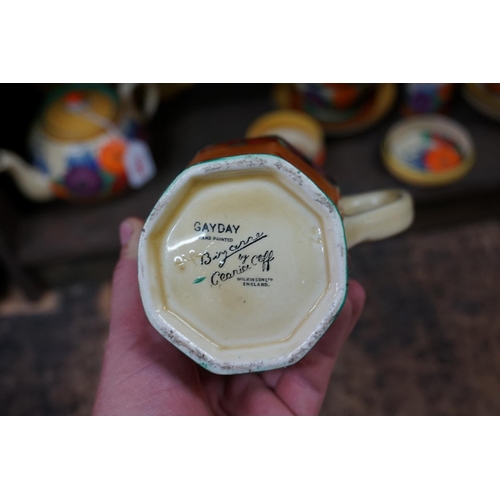 GAYDAY
HAND PAINTED
Bizarre
by
Clarice Cliff
WILKINSON LTD
ENGLAND.